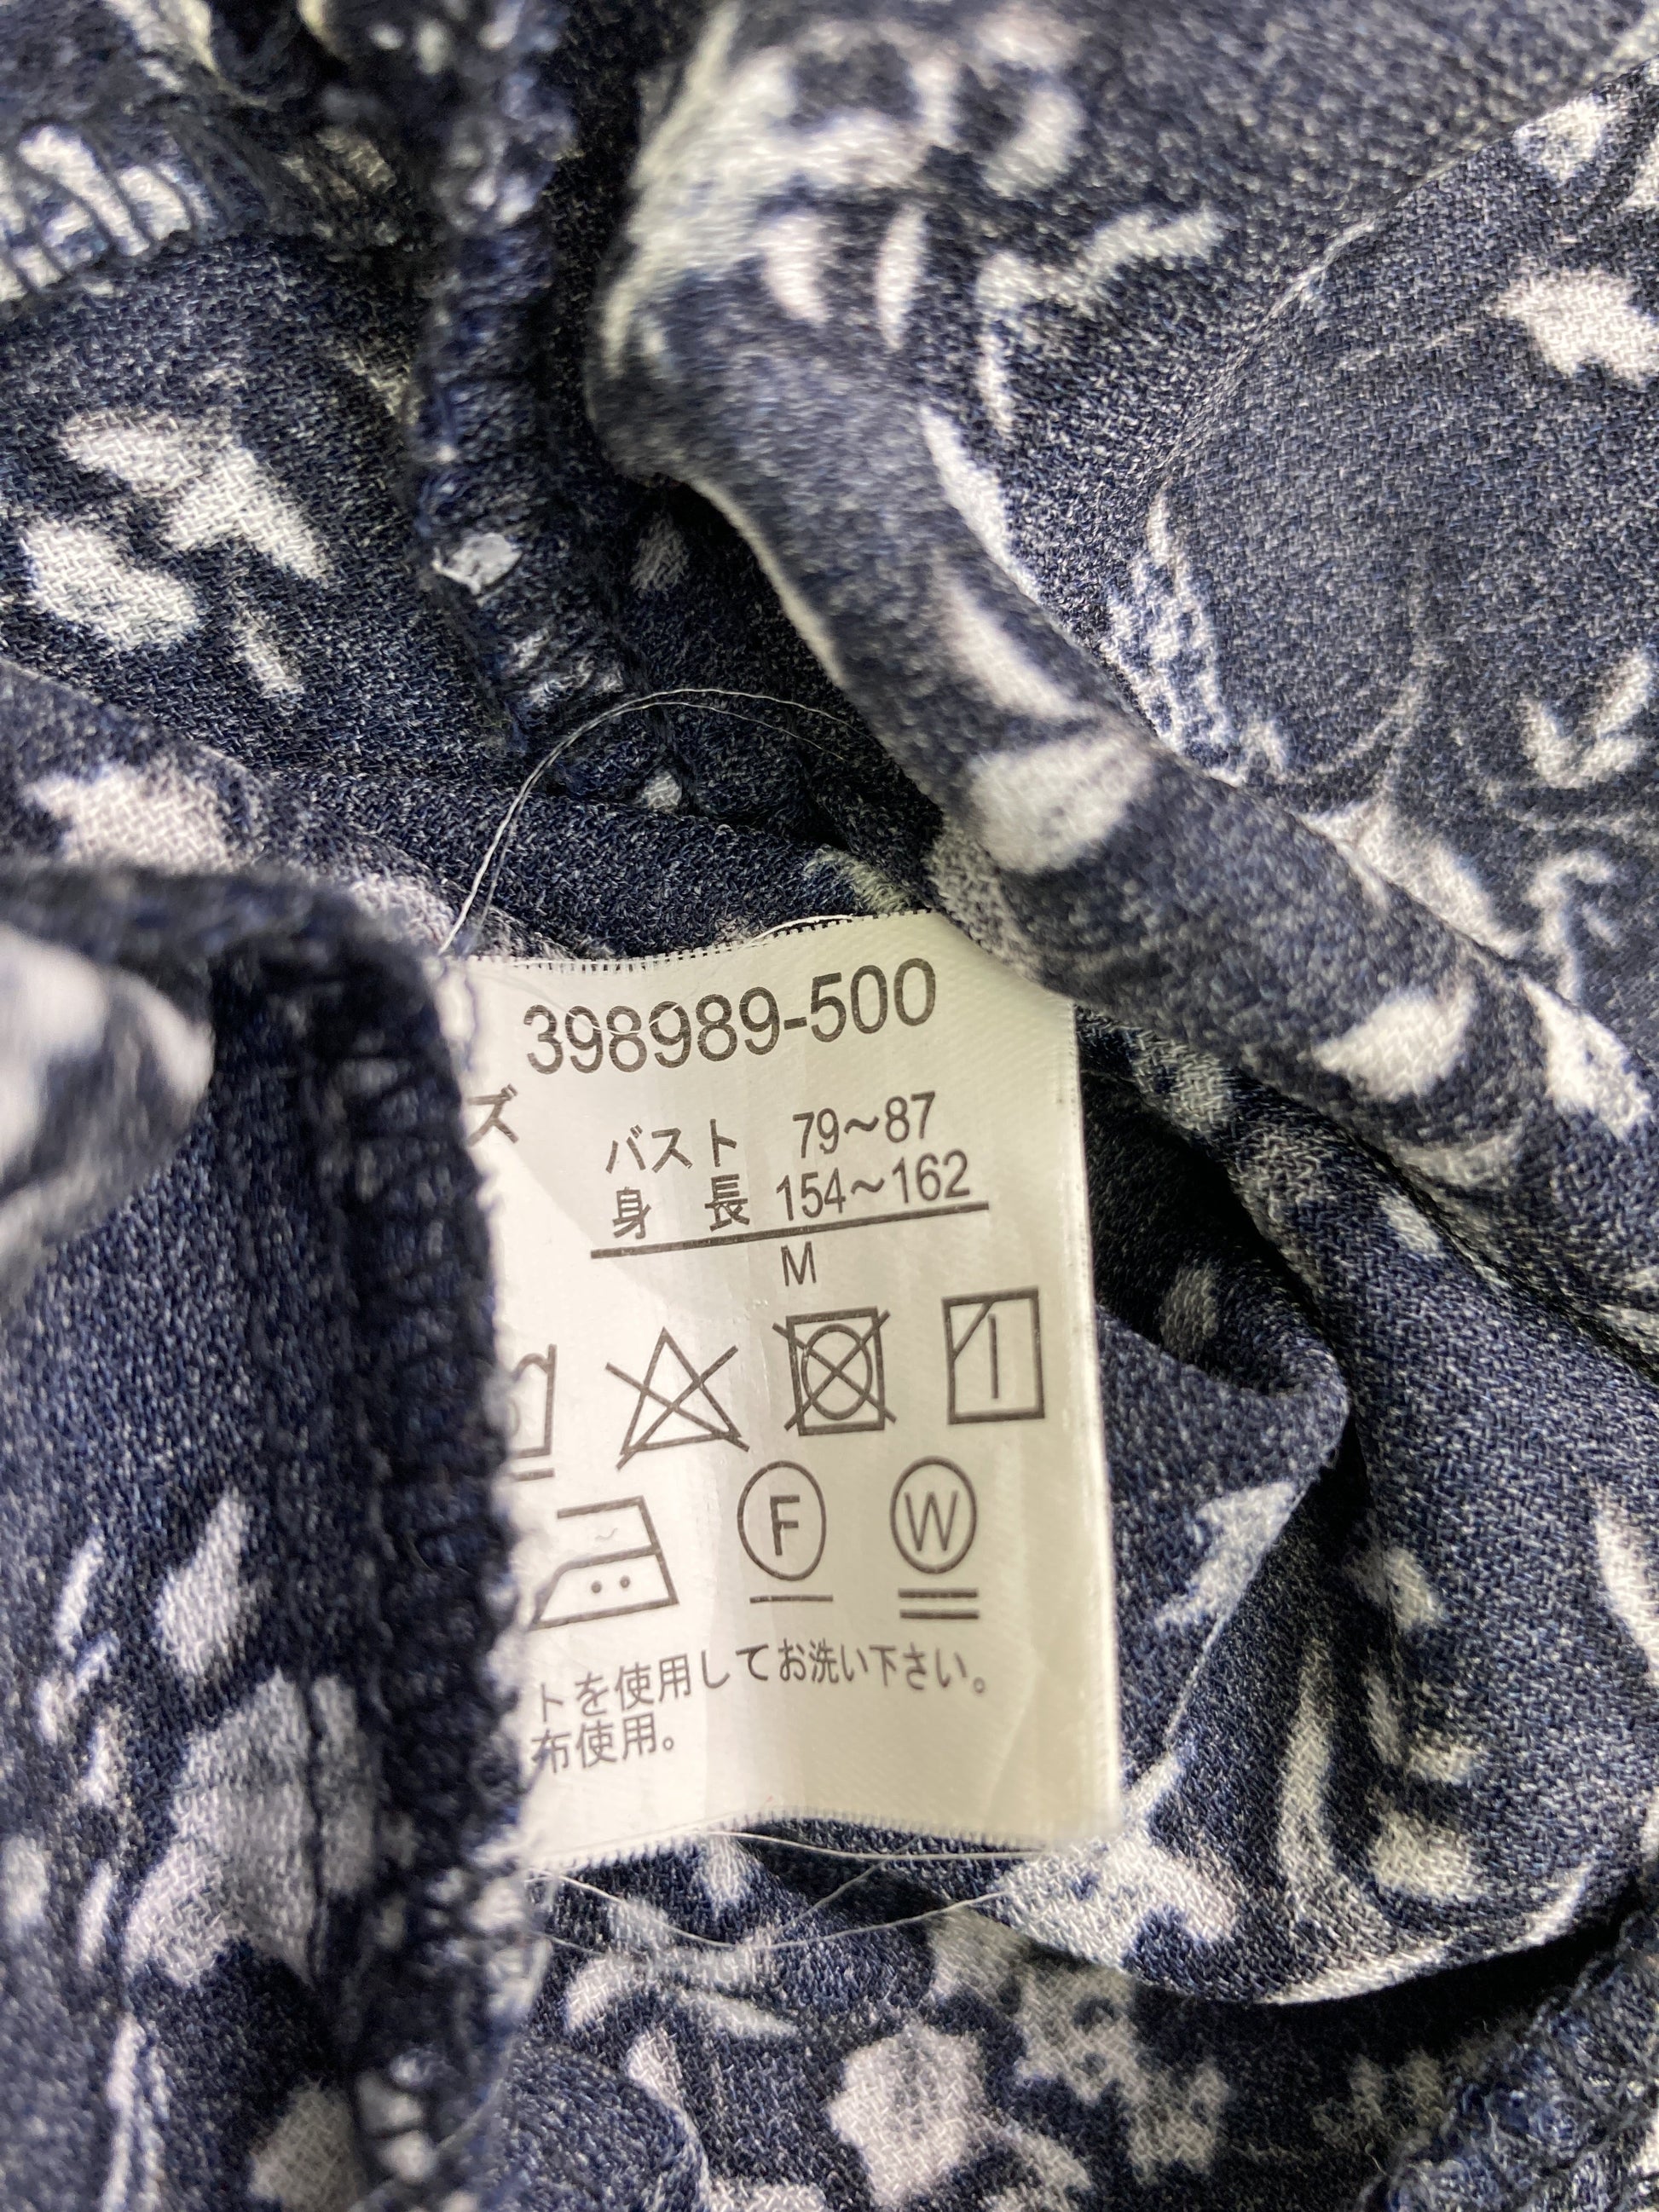 398989-500
ズ
バスト 79～87
身 長 154～162
M
F W
トを使用してお洗い下さい。
布使用。